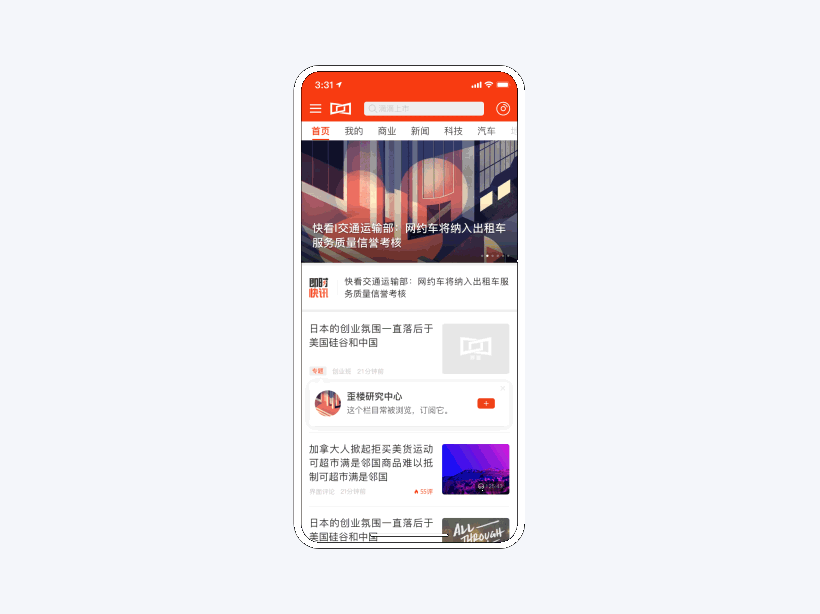 3:31
滴滴上市
首页 我的 商业 新闻 科技 汽车
快看|交通运输部：网约车将纳入出租车
服务质量信誉考核
即时
快讯
快看交通运输部：网约车将纳入出租车服
务质量信誉考核
日本的创业氛围一直落后于
美国硅谷和中国
专题 创业板 21分钟前
歪楼研究中心
这个栏目常被浏览，订阅它。
加拿大人掀起拒买美货运动
可超市满是邻国商品难以抵
制可超市满是邻国
界面评论 21分钟前 55评
日本的创业氛围一直落后于
美国硅谷和中国
ALL
THROUGH